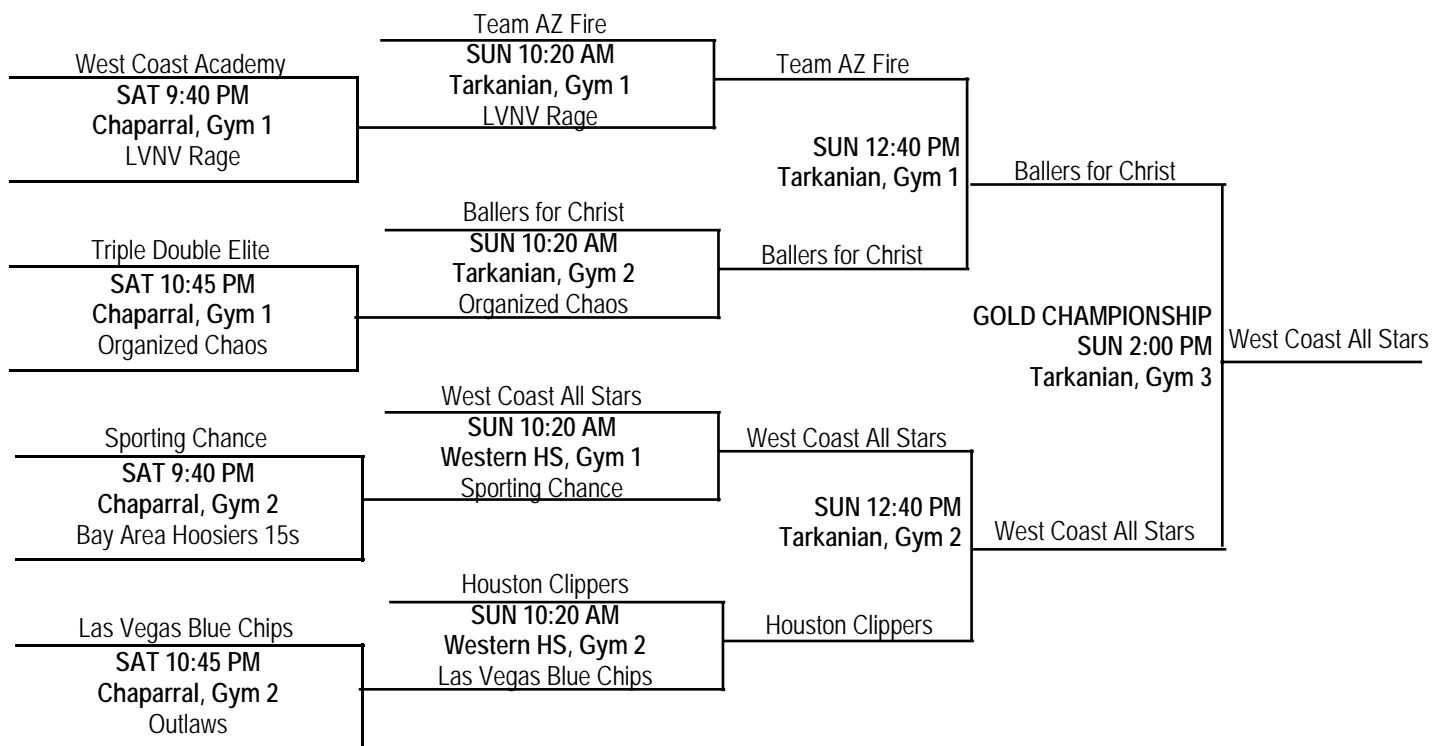 Team AZ Fire
West Coast Academy
SUN 10:20 AM
Team AZ Fire
SAT 9:40 PM
Tarkanian, Gym 1
Chaparral, Gym 1
LVNV Rage
LVNV Rage
SUN 12:40 PM
Tarkanian, Gym 1
Ballers for Christ
Ballers for Christ
Triple Double Elite
SUN 10:20 AM
Ballers for Christ
SAT 10:45 PM
Tarkanian, Gym 2
Chaparral, Gym 1
Organized Chaos
Organized Chaos
GOLD CHAMPIONSHIP
SUN 2:00 PM
West Coast All Stars
Tarkanian, Gym 3
West Coast All Stars
Sporting Chance
SUN 10:20 AM
West Coast All Stars
SAT 9:40 PM
Western HS, Gym 1
Chaparral, Gym 2
Sporting Chance
Bay Area Hoosiers 15s
SUN 12:40 PM
Tarkanian, Gym 2
West Coast All Stars
Houston Clippers
Las Vegas Blue Chips
SUN 10:20 AM
Houston Clippers
SAT 10:45 PM
Western HS, Gym 2
Chaparral, Gym 2
Las Vegas Blue Chips
Outlaws